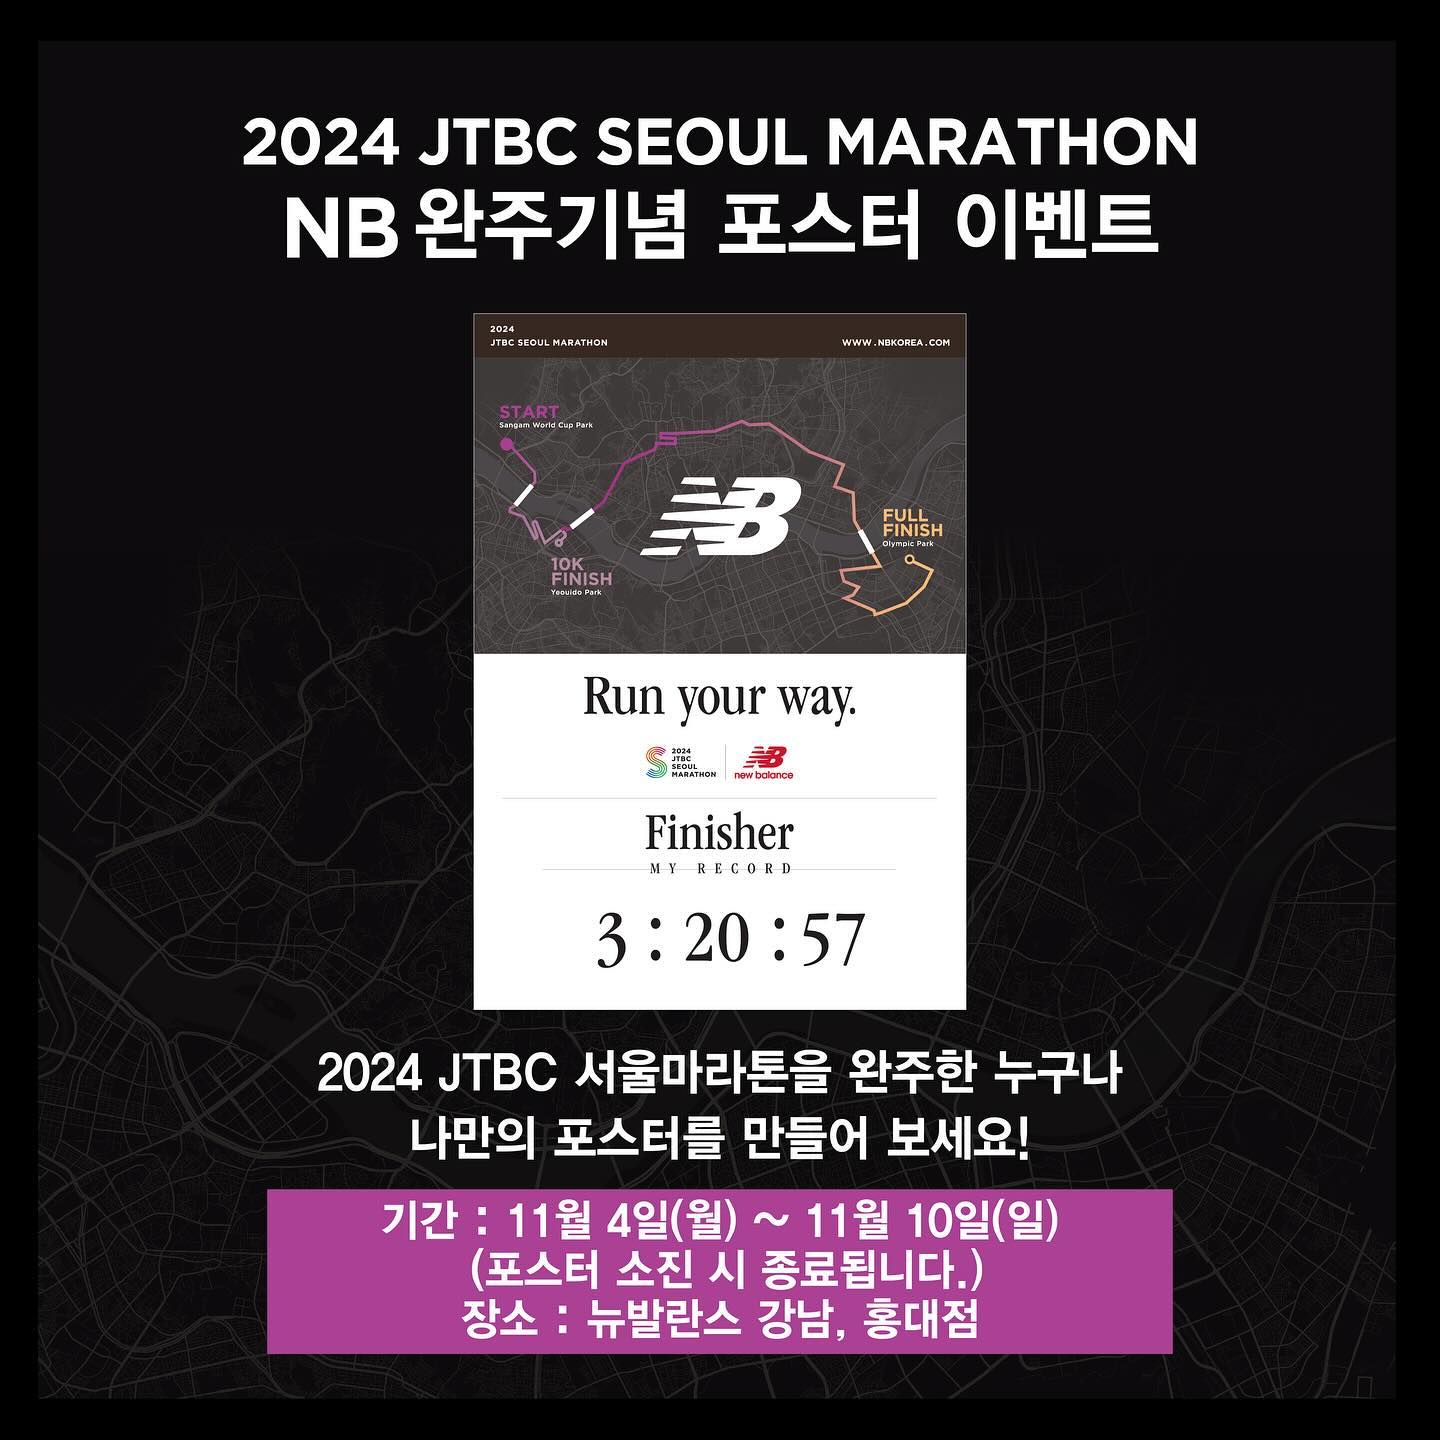 2024 JTBC SEOUL MARATHON
NB 완주기념 포스터 이벤트
2024
JTBC SEOUL MARATHON
WWW.NBKOREA.COM
START
Sangam World Cup Park
NB
FULL
FINISH
Olympic Park
10K
FINISH
Yeouido Park
Run your way.
2024
JTBC
SEOUL
MARATHON
NB
new balance
Finisher
MY RECORD
3 : 20 : 57
2024 JTBC 서울마라톤을 완주한 누구나
나만의 포스터를 만들어 보세요!
기간 : 11월 4일(월) ~ 11월 10일(일)
(포스터 소진 시 종료됩니다.)
장소 : 뉴발란스 강남, 홍대점